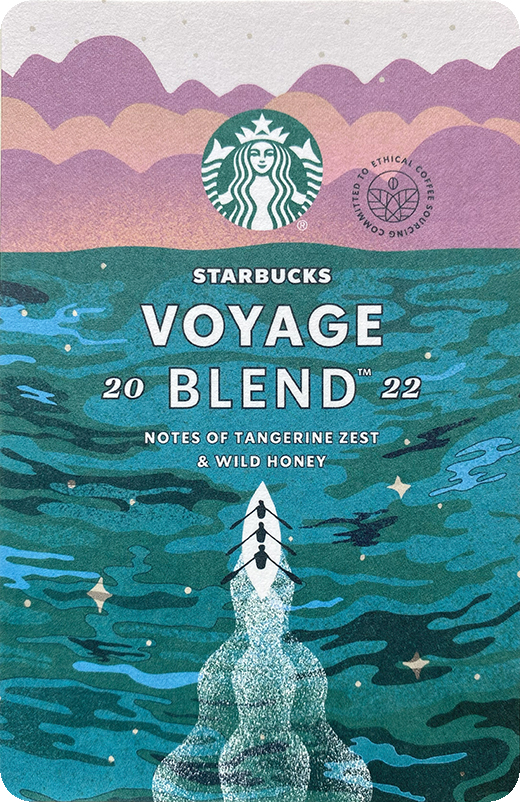 COMMITTED TO ETHICAL COFFEE SOURCING
®
STARBUCKS
VOYAGE
20 BLEND™ 22
NOTES OF TANGERINE ZEST
& WILD HONEY